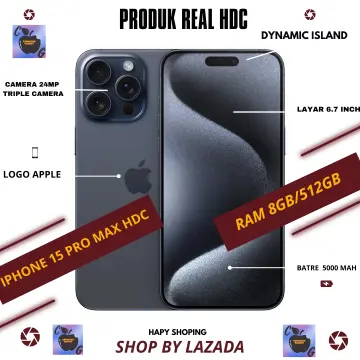 PRODUK REAL HDC
DYNAMIC ISLAND
CAMERA 24MP
TRIPLE CAMERA
LAYAR 6.7 INCH
LOGO APPLE
RAM 8GB/512GB
IPHONE 15 PRO MAX HDC
BATRE 5000 MAH
HAPY SHOPING
SHOP BY LAZADA